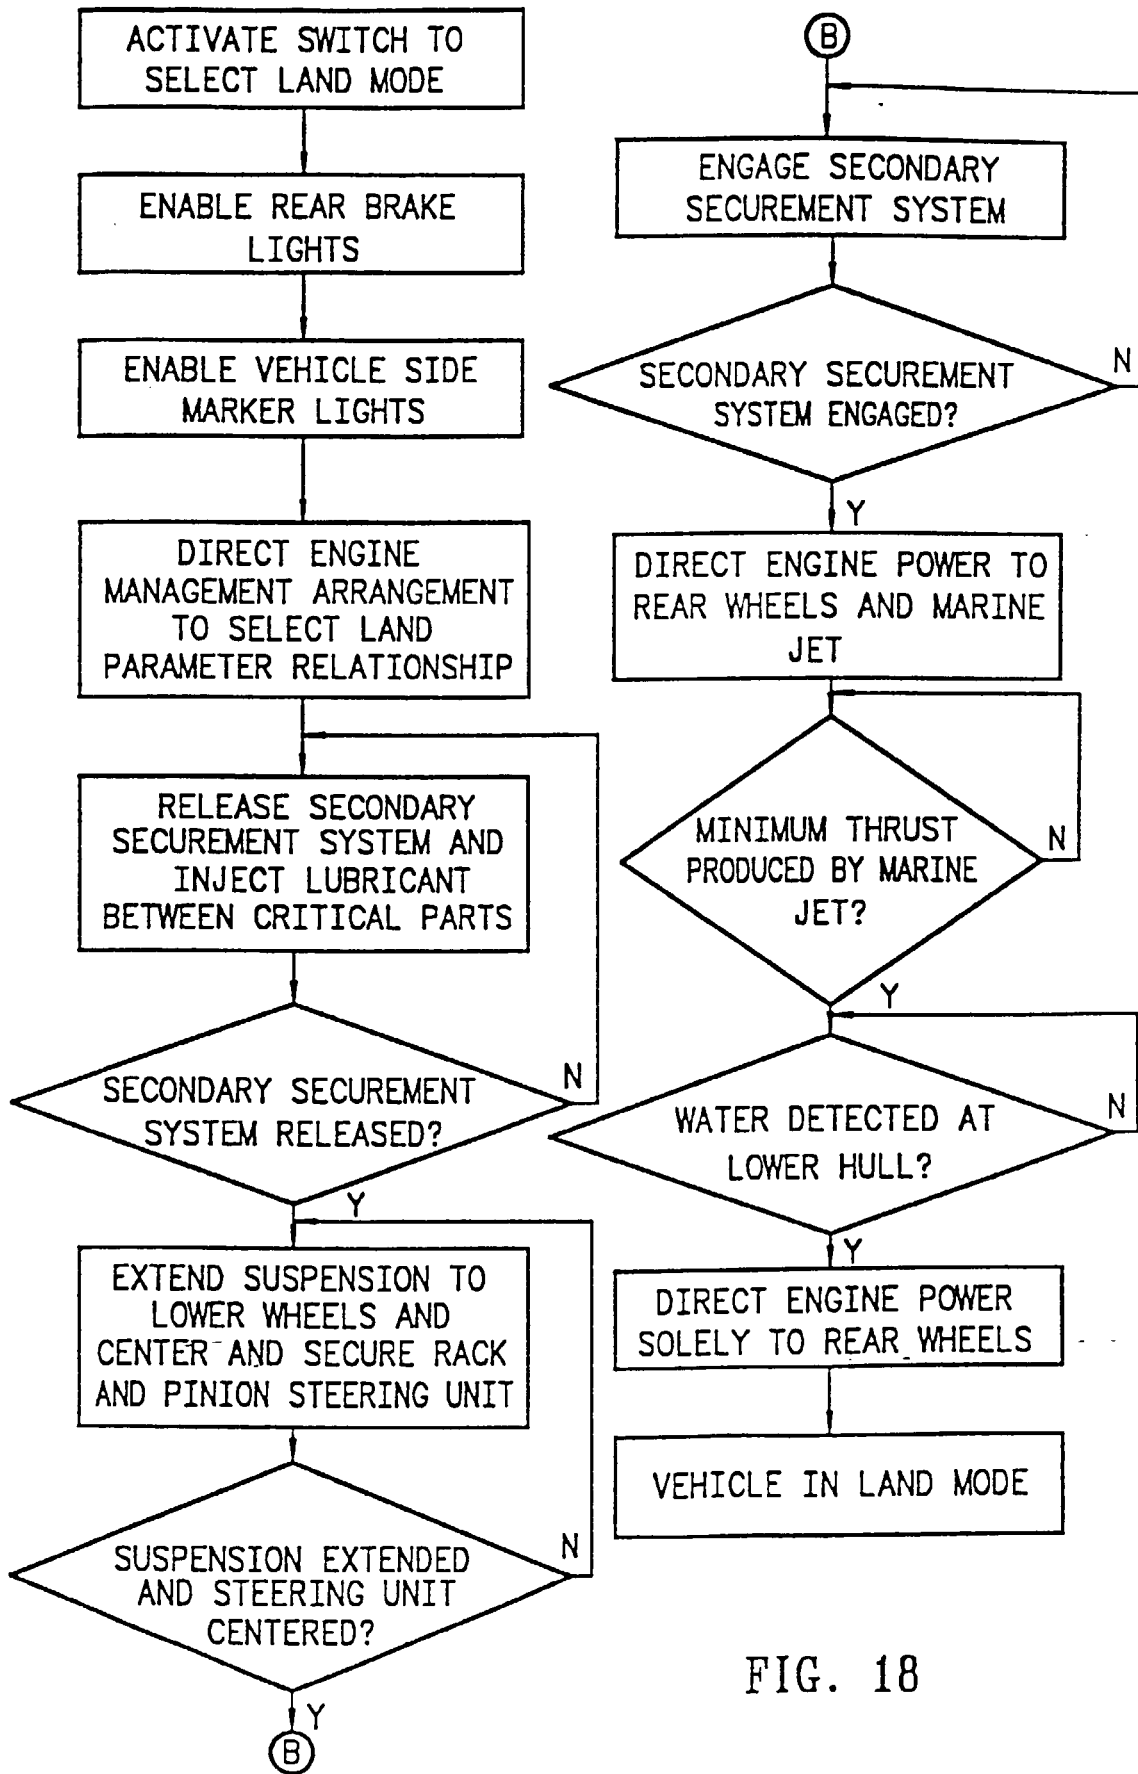 ACTIVATE SWITCH TO
SELECT LAND MODE
ENABLE REAR BRAKE
LIGHTS
ENABLE VEHICLE SIDE
MARKER LIGHTS
DIRECT ENGINE
MANAGEMENT ARRANGEMENT
TO SELECT LAND
PARAMETER RELATIONSHIP
RELEASE SECONDARY
SECUREMENT SYSTEM AND
INJECT LUBRICANT
BETWEEN CRITICAL PARTS
N
SECONDARY SECUREMENT
SYSTEM RELEASED?
Y
EXTEND SUSPENSION TO
LOWER WHEELS AND
CENTER AND SECURE RACK
AND PINION STEERING UNIT
N
SUSPENSION EXTENDED
AND STEERING UNIT
CENTERED?
Y
B
B
ENGAGE SECONDARY
SECUREMENT SYSTEM
N
SECONDARY SECUREMENT
SYSTEM ENGAGED?
Y
DIRECT ENGINE POWER TO
REAR WHEELS AND MARINE
JET
MINIMUM THRUST
N
PRODUCED BY MARINE
JET?
Y
N
WATER DETECTED AT
LOWER HULL?
Y
DIRECT ENGINE POWER
SOLELY TO REAR WHEELS
VEHICLE IN LAND MODE
FIG. 18